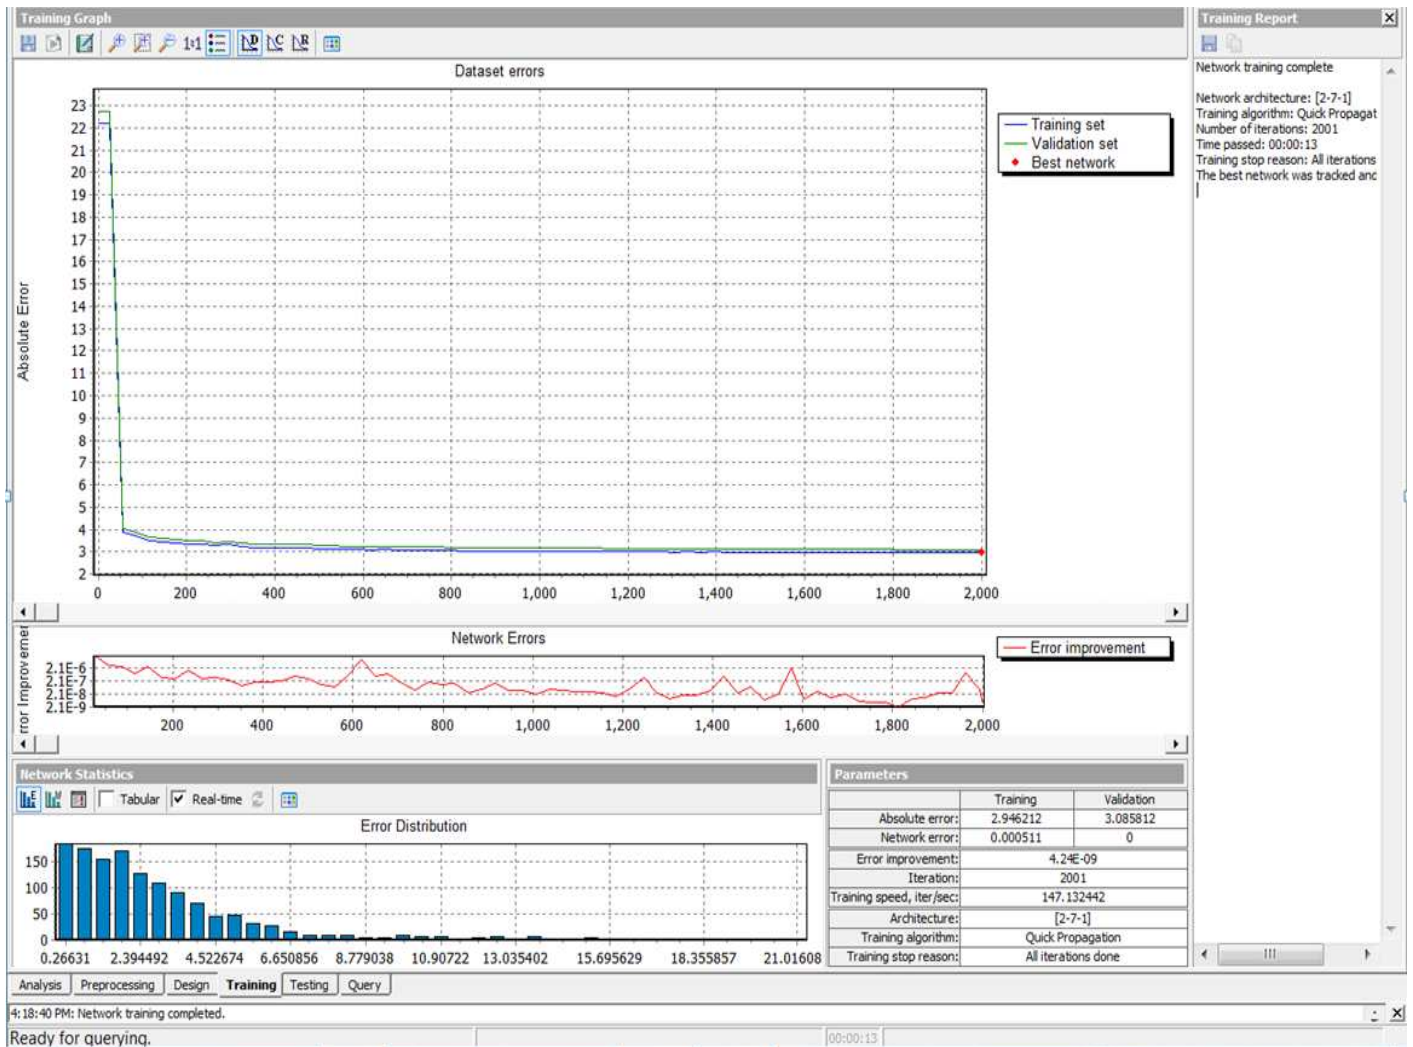 Training Graph
1:1 D C R
Dataset errors
Absolute Error
23
22
21
20
19
18
17
16
15
14
13
12
11
10
9
8
7
6
5
4
3
2
0 200 400 600 800 1,000 1,200 1,400 1,600 1,800 2,000
Training set
Validation set
Best network
Network Errors
rror Improvemer
2.1E-6
2.1E-7
2.1E-8
2.1E-9
200 400 600 800 1,000 1,200 1,400 1,600 1,800 2,000
Error improvement
Network Statistics
Tabular Real-time
Error Distribution
150
100
50
0
0.26631 2.394492 4.522674 6.650856 8.779038 10.90722 13.035402 15.695629 18.355857 21.01608
Parameters
Training Validation
Absolute error: 2.946212 3.085812
Network error: 0.000511 0
Error improvement: 4.24E-09
Iteration: 2001
Training speed, iter/sec: 147.132442
Architecture: [2-7-1]
Training algorithm: Quick Propagation
Training stop reason: All iterations done
Training Report
Network training complete
Network architecture: [2-7-1]
Training algorithm: Quick Propagat
Number of iterations: 2001
Time passed: 00:00:13
Training stop reason: All iterations
The best network was tracked and
Analysis Preprocessing Design Training Testing Query
4:18:40 PM: Network training completed.
Ready for querying.
00:00:13